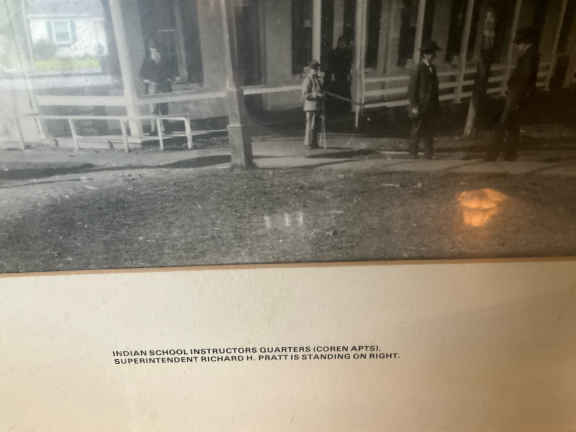 INDIAN SCHOOL INSTRUCTORS QUARTERS (COREN APTS),
SUPERINTENDENT RICHARD H. PRATT IS STANDING ON RIGHT.